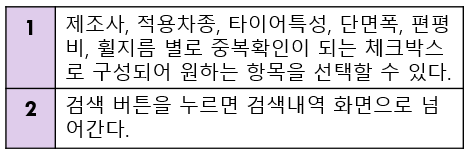 1
제조사, 적용차종, 타이어특성, 단면폭, 편평
비, 휠지름 별로 중복확인이 되는 체크박스
로 구성되어 원하는 항목을 선택할 수 있다.
2
검색 버튼을 누르면 검색내역 화면으로 넘
어간다.